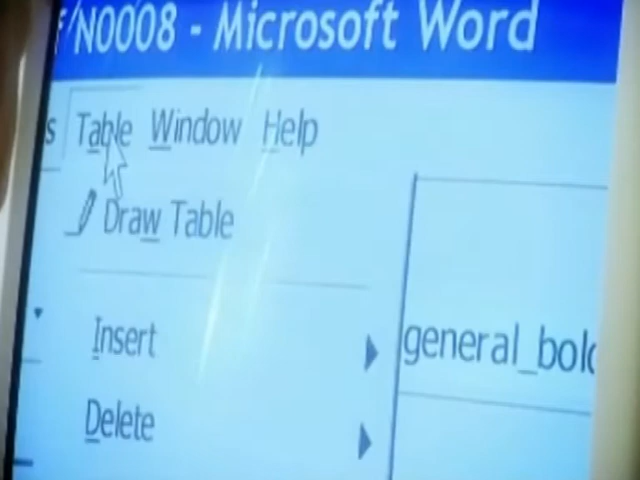 N0008 - Microsoft Word
s Table Window Help
Draw Table
Insert
general_bol
Delete